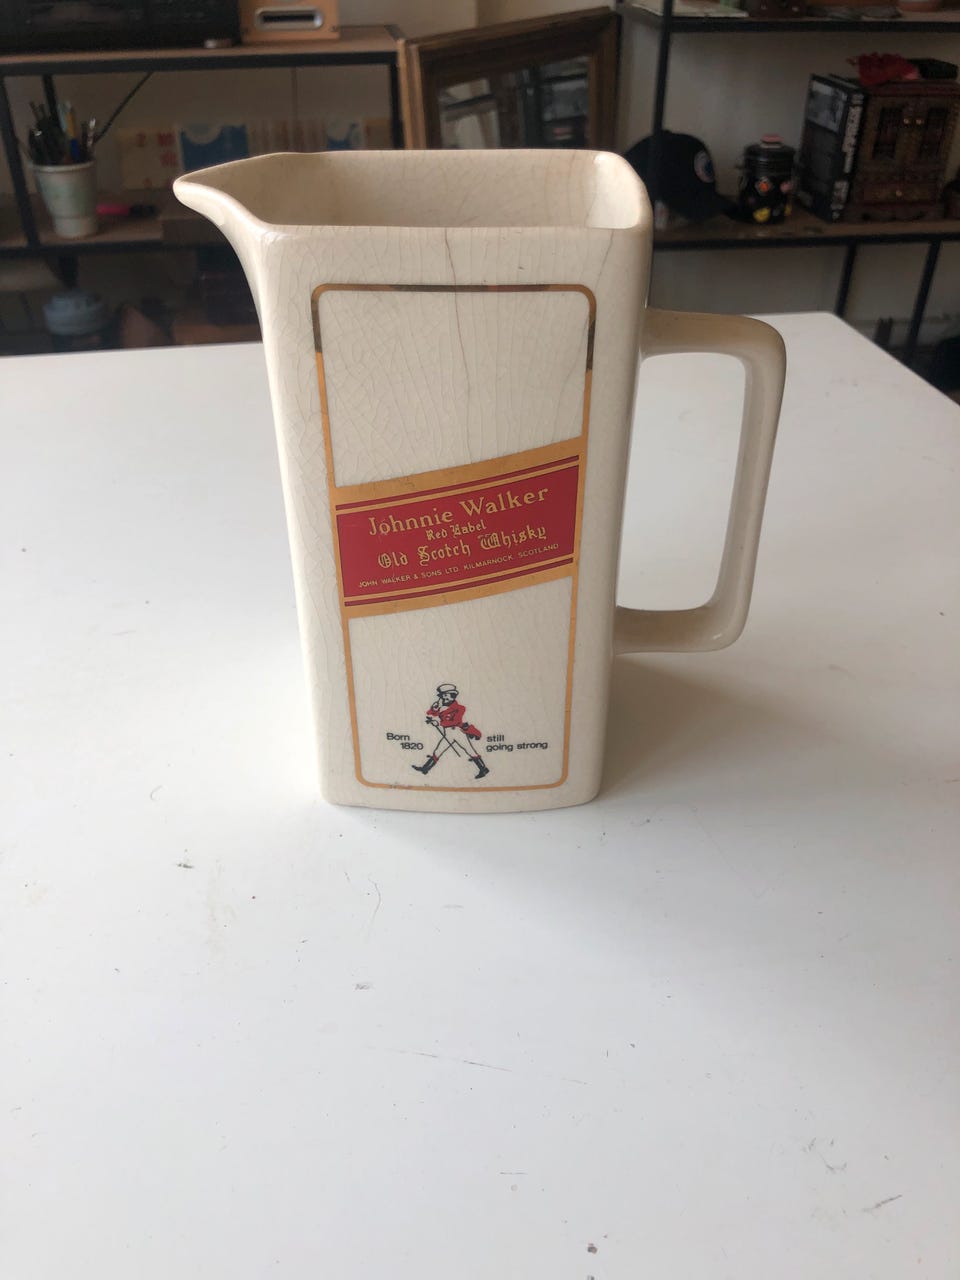 Johnnie Walker
Red Label
Old Scotch Whisky
JOHN WALKER & SONS LTD. KILMARNOCK. SCOTLAND
Born
1820
still
going strong